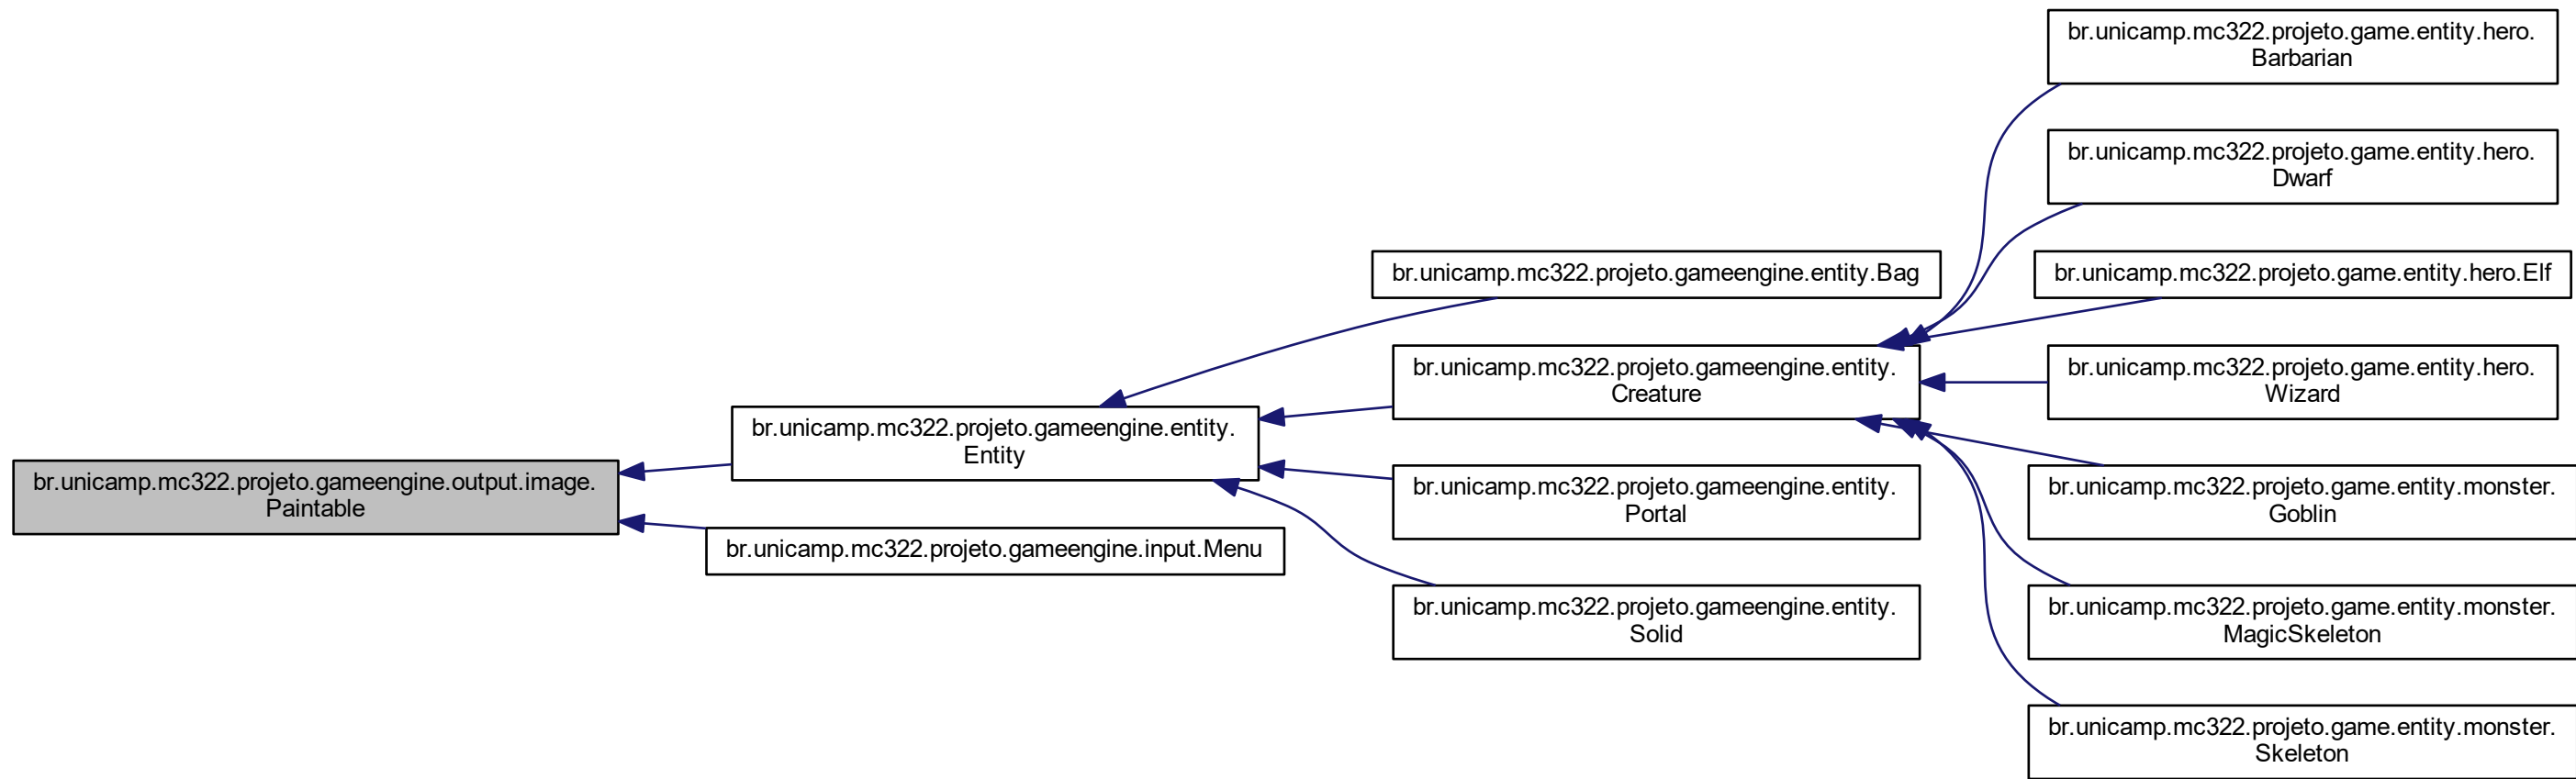 br.unicamp.mc322.projeto.gameengine.output.image.
Paintable
br.unicamp.mc322.projeto.gameengine.entity.
Entity
br.unicamp.mc322.projeto.gameengine.input.Menu
br.unicamp.mc322.projeto.gameengine.entity.Bag
br.unicamp.mc322.projeto.gameengine.entity.
Creature
br.unicamp.mc322.projeto.gameengine.entity.
Portal
br.unicamp.mc322.projeto.gameengine.entity.
Solid
br.unicamp.mc322.projeto.game.entity.hero.
Barbarian
br.unicamp.mc322.projeto.game.entity.hero.
Dwarf
br.unicamp.mc322.projeto.game.entity.hero.Elf
br.unicamp.mc322.projeto.game.entity.hero.
Wizard
br.unicamp.mc322.projeto.game.entity.monster.
Goblin
br.unicamp.mc322.projeto.game.entity.monster.
MagicSkeleton
br.unicamp.mc322.projeto.game.entity.monster.
Skeleton